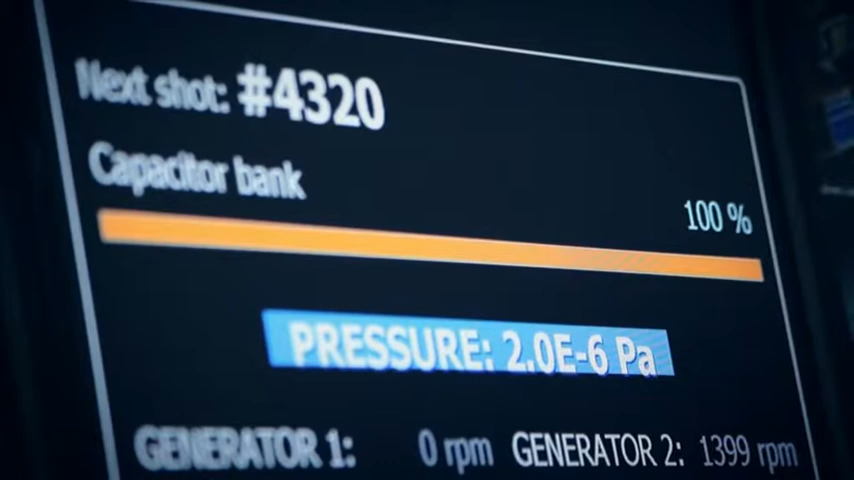 Next shot: #4320
Capacitor bank
100 %
PRESSURE: 2.0E-6 Pa
GENERATOR 1: 0 rpm GENERATOR 2: 1399 rpm